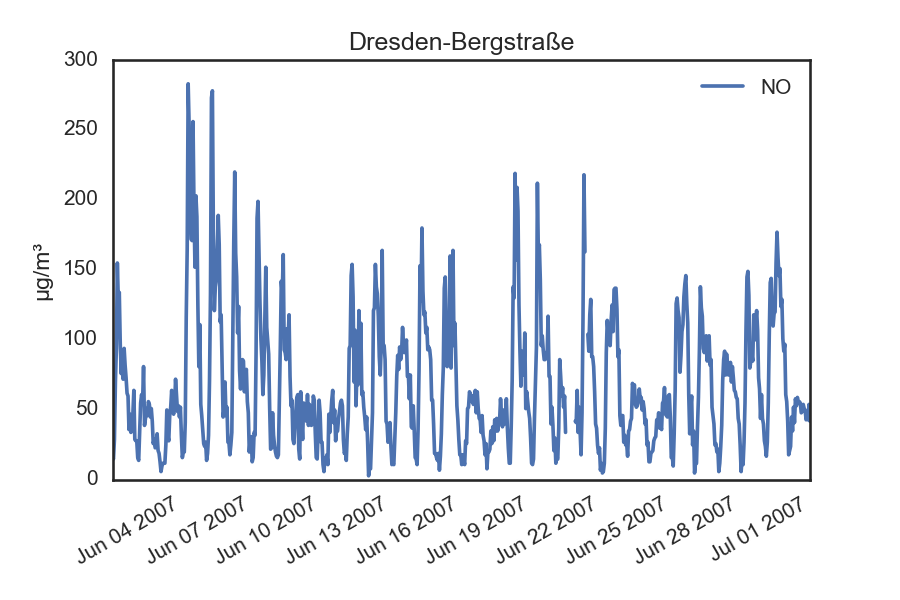 Dresden-Bergstraße
NO
µg/m³
300
250
200
150
100
50
0
Jun 04 2007
Jun 07 2007
Jun 10 2007
Jun 13 2007
Jun 16 2007
Jun 19 2007
Jun 22 2007
Jun 25 2007
Jun 28 2007
Jul 01 2007